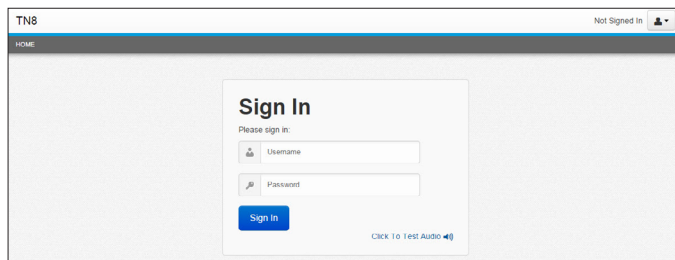 TN8
Not Signed In
HOME
Sign In
Please sign in:
Username
Password
Sign In
Click To Test Audio